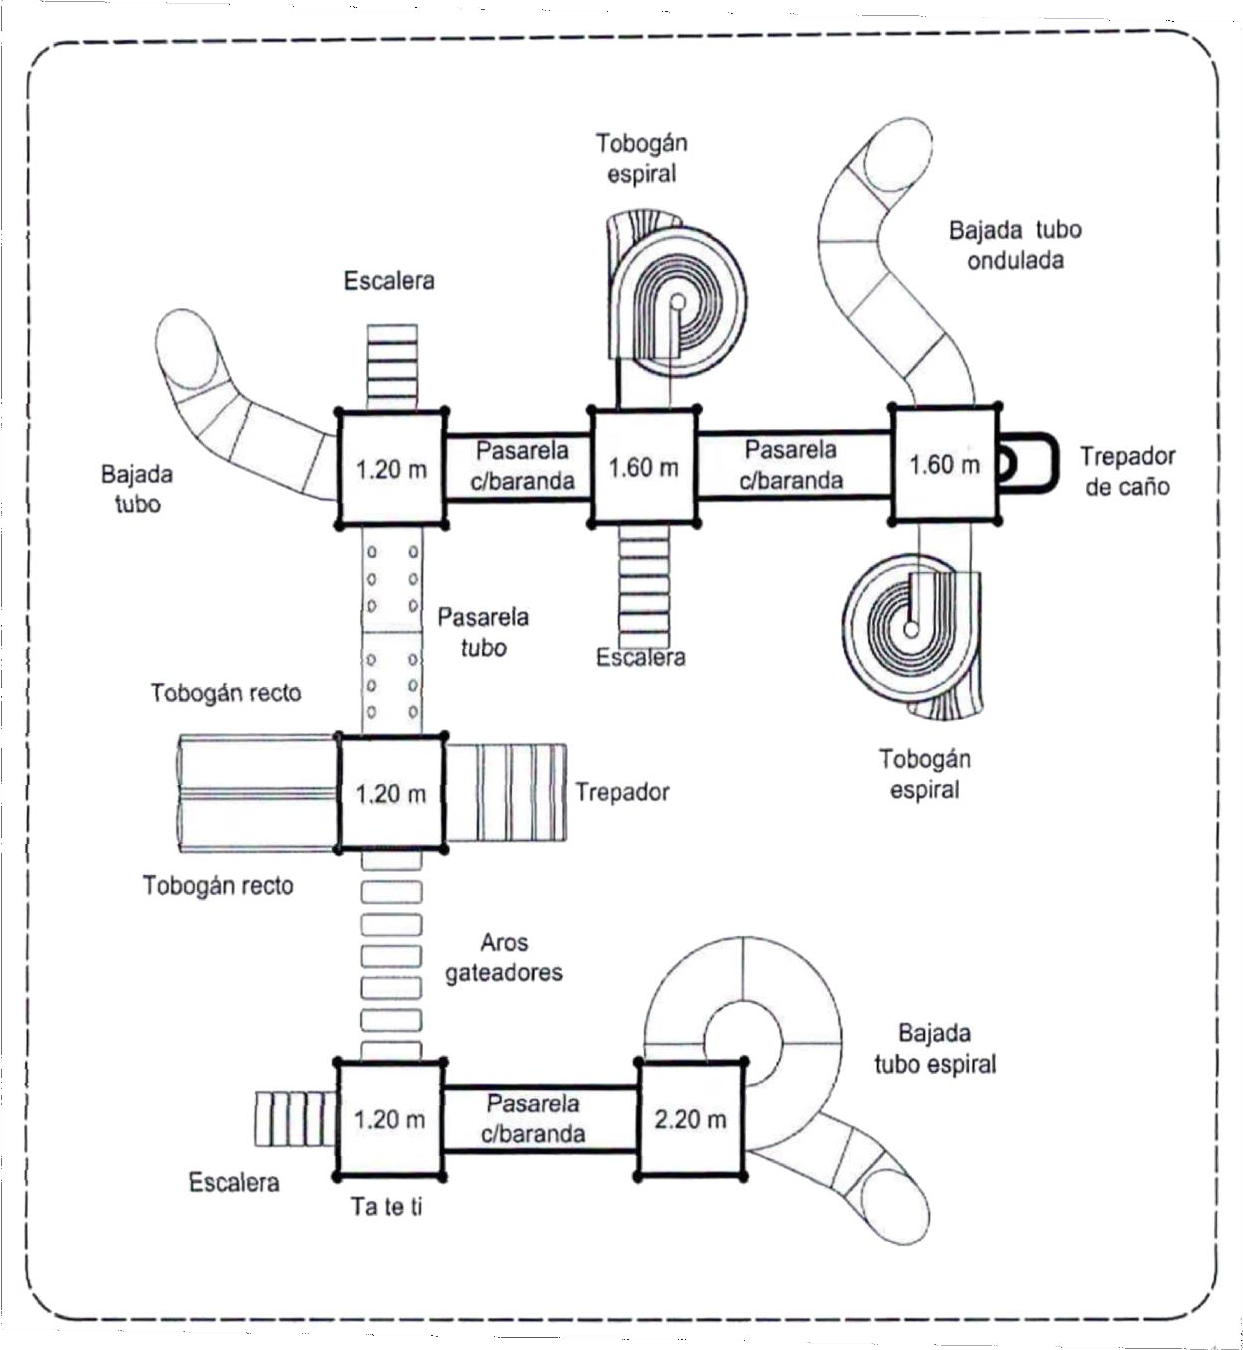 Tobogán
espiral
Bajada tubo
ondulada
Escalera
Bajada
tubo
1.20 m
Pasarela
c/baranda
1.60 m
Pasarela
c/baranda
1.60 m
Trepador
de caño
Pasarela
tubo
Escalera
Tobogán recto
1.20 m
Trepador
Tobogán
espiral
Tobogán recto
Aros
gateadores
Bajada
tubo espiral
1.20 m
Pasarela
c/baranda
2.20 m
Escalera
Ta te ti